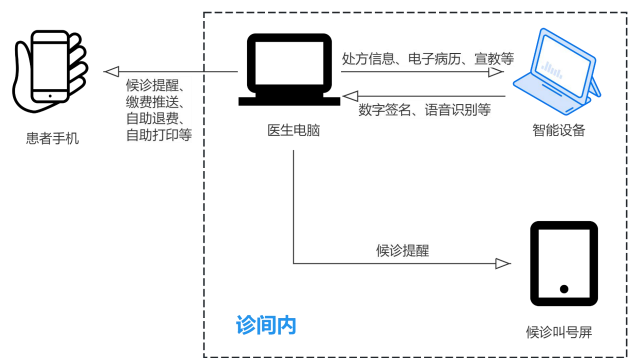 处方信息、电子病历、宣教等
候诊提醒、
缴费推送、
自助退费、
自助打印等
数字签名、语音识别等
患者手机
医生电脑
智能设备
候诊提醒
诊间内
候诊叫号屏